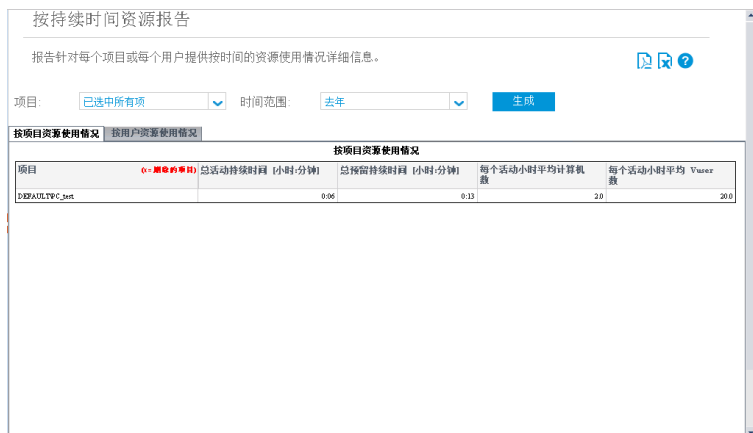 按持续时间资源报告
报告针对每个项目或每个用户提供按时间的资源使用情况详细信息。
项目: 已选中所有项 时间范围: 去年 生成
按项目资源使用情况 按用户资源使用情况
按项目资源使用情况
项目 (x= 删除的项目) 总活动持续时间 [小时:分钟] 总预留持续时间 [小时:分钟] 每个活动小时平均计算机数 每个活动小时平均 Vuser 数
DEFAULT\PC_test 0:06 0:13 2.0 20.0